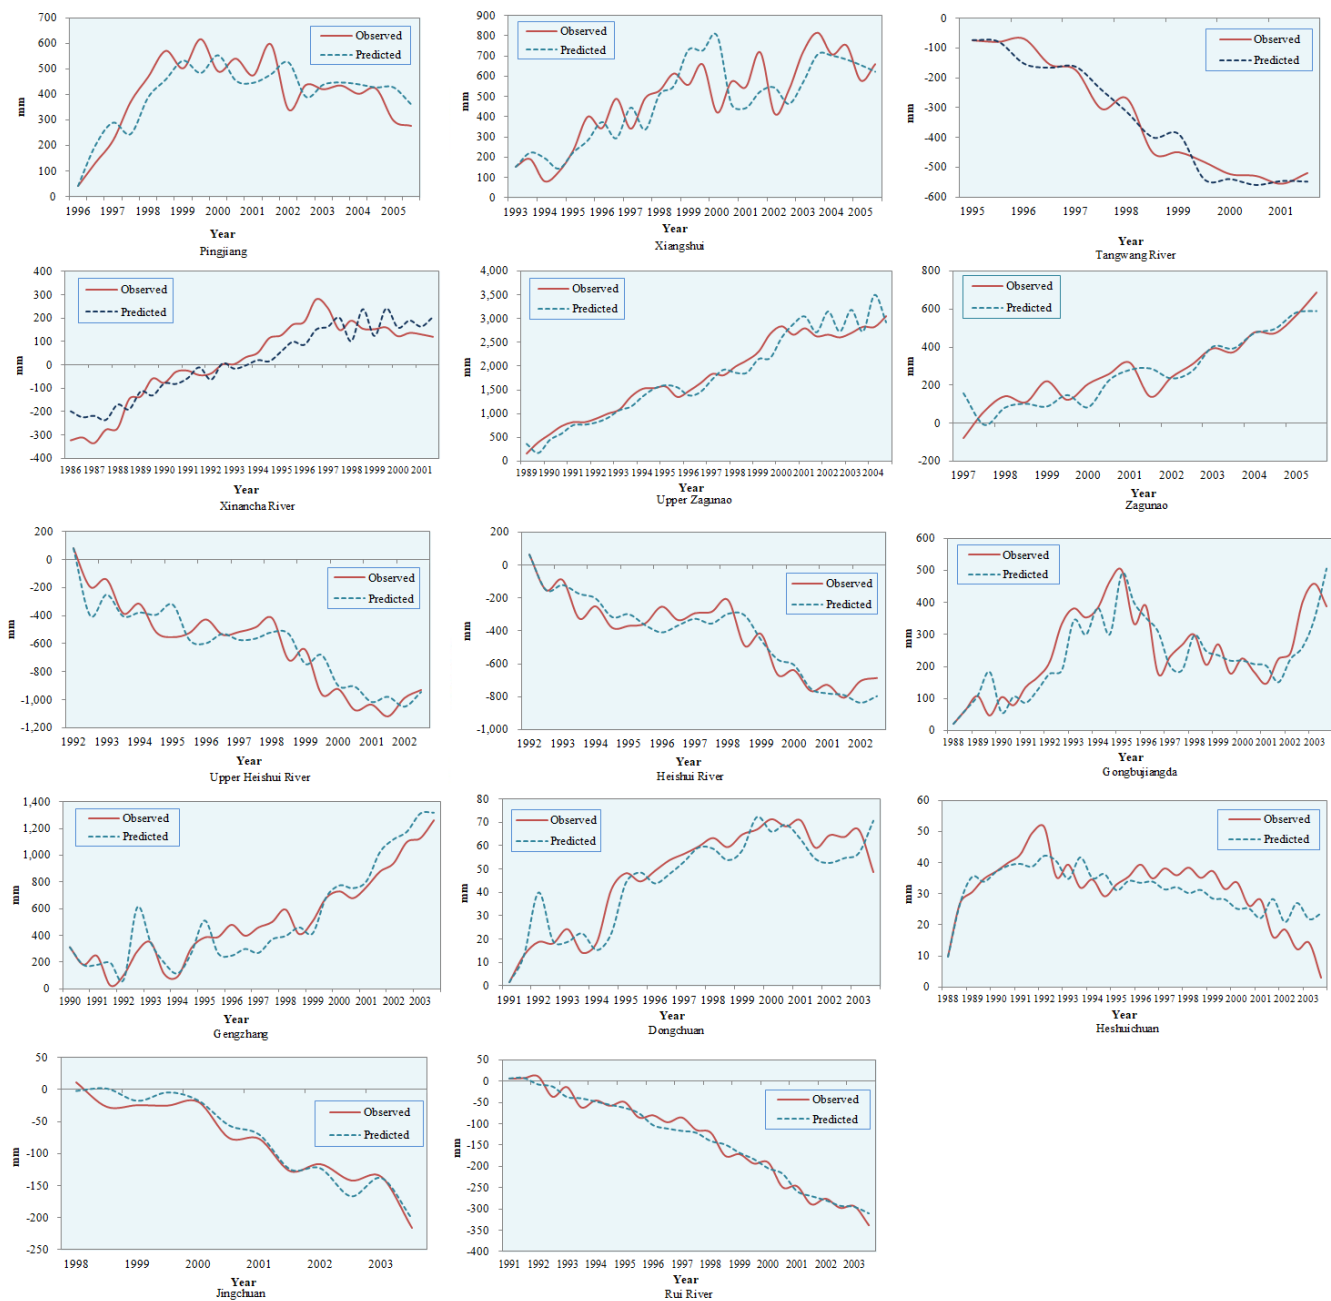 700
600
500
400
300
200
100
0
mm
Observed
Predicted
1996 1997 1998 1999 2000 2001 2002 2003 2004 2005
Year
Pingjiang
900
800
700
600
500
400
300
200
100
0
mm
Observed
Predicted
1993 1994 1995 1996 1997 1998 1999 2000 2001 2002 2003 2004 2005
Year
Xiangshui
0
-100
-200
-300
-400
-500
-600
mm
Observed
Predicted
1995 1996 1997 1998 1999 2000 2001
Year
Tangwang River
400
300
200
100
0
-100
-200
-300
-400
mm
Observed
Predicted
1986 1987 1988 1989 1990 1991 1992 1993 1994 1995 1996 1997 1998 1999 2000 2001
Year
Xinancha River
4,000
3,500
3,000
2,500
2,000
1,500
1,000
500
0
mm
Observed
Predicted
1989 1990 1991 1992 1993 1994 1995 1996 1997 1998 1999 2000 2001 2002 2003 2004
Year
Upper Zagunao
800
600
400
200
0
-200
mm
Observed
Predicted
1997 1998 1999 2000 2001 2002 2003 2004 2005
Year
Zagunao
200
0
-200
-400
-600
-800
-1,000
-1,200
mm
Observed
Predicted
1992 1993 1994 1995 1996 1997 1998 1999 2000 2001 2002
Year
Upper Heishui River
200
0
-200
-400
-600
-800
-1,000
mm
Observed
Predicted
1992 1993 1994 1995 1996 1997 1998 1999 2000 2001 2002
Year
Heishui River
600
500
400
300
200
100
0
mm
Observed
Predicted
1988 1989 1990 1991 1992 1993 1994 1995 1996 1997 1998 1999 2000 2001 2002 2003
Year
Gongbujiangda
1,400
1,200
1,000
800
600
400
200
0
mm
Observed
Predicted
1990 1991 1992 1993 1994 1995 1996 1997 1998 1999 2000 2001 2002 2003
Year
Gengzhang
80
70
60
50
40
30
20
10
0
mm
Observed
Predicted
1991 1992 1993 1994 1995 1996 1997 1998 1999 2000 2001 2002 2003
Year
Dongchuan
60
50
40
30
20
10
0
mm
Observed
Predicted
1988 1989 1990 1991 1992 1993 1994 1995 1996 1997 1998 1999 2000 2001 2002 2003
Year
Heshuichuan
50
0
-50
-100
-150
-200
-250
mm
Observed
Predicted
1998 1999 2000 2001 2002 2003
Year
Jingchuan
50
0
-50
-100
-150
-200
-250
-300
-350
-400
mm
Observed
Predicted
1991 1992 1993 1994 1995 1996 1997 1998 1999 2000 2001 2002 2003
Year
Rui River